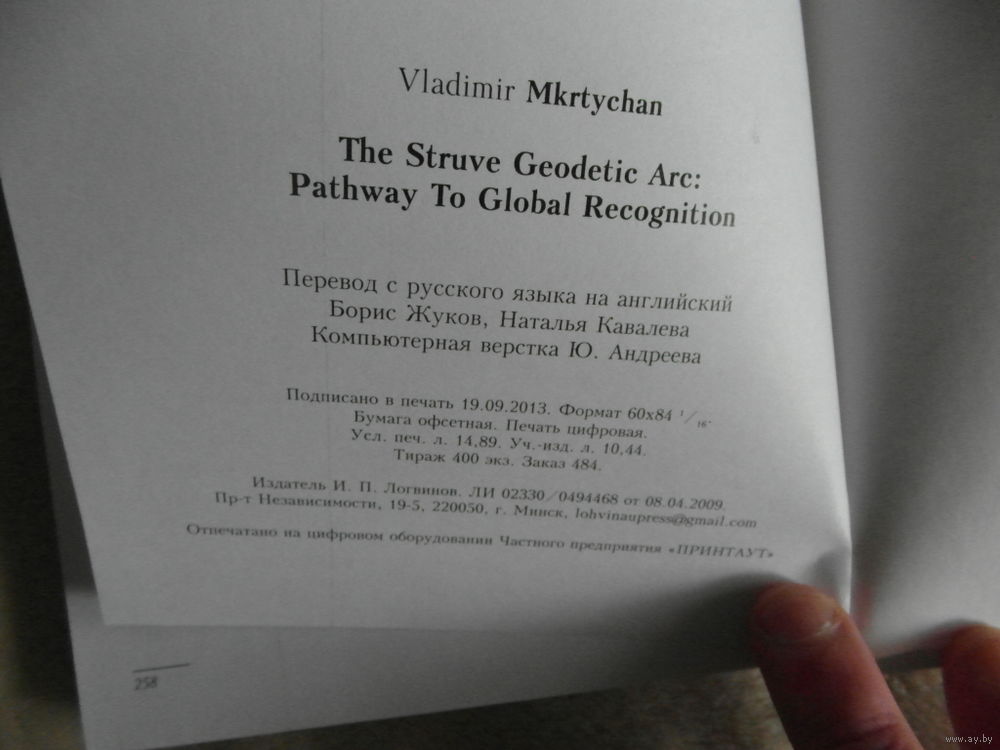 Vladimir Mkrtychan
The Struve Geodetic Arc:
Pathway To Global Recognition
Перевод с русского языка на английский
Борис Жуков, Наталья Кавалева
Компьютерная верстка Ю. Андреева
Подписано в печать 19.09.2013. Формат 60x84 1/16.
Бумага офсетная. Печать цифровая.
Усл. печ. л. 14,89. Уч.-изд. л. 10,44.
Тираж 400 экз. Заказ 484.
Издатель И. П. Логвинов. ЛИ 02330/0494468 от 08.04.2009.
Пр-т Независимости, 19-5, 220050, г. Минск, lohvinaupress@gmail.com
Отпечатано на цифровом оборудовании Частного предприятия «ПРИНТАУТ»
258
www.ay.by